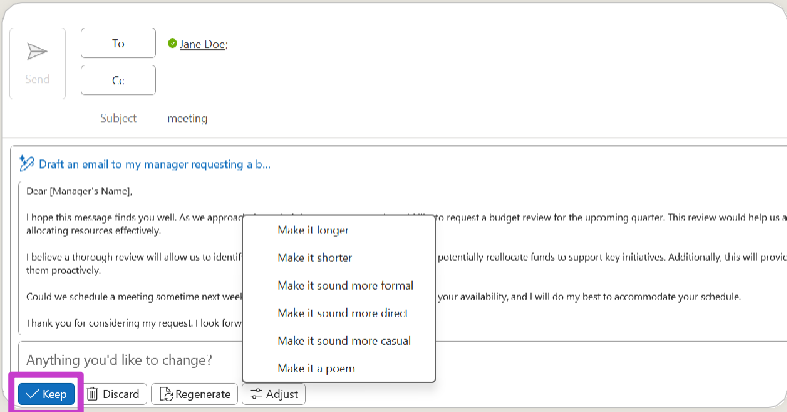 To
Jane Doe;
Send
Cc
Subject
meeting
Draft an email to my manager requesting a b...
Dear [Manager's Name],
I hope this message finds you well. As we approach to request a budget review for the upcoming quarter. This review would help us a
allocating resources effectively.
I believe a thorough review will allow us to identif potentially reallocate funds to support key initiatives. Additionally, this will provid
them proactively.
Could we schedule a meeting sometime next week your availability, and I will do my best to accommodate your schedule.
Thank you for considering my request. I look forw
Make it longer
Make it shorter
Make it sound more formal
Make it sound more direct
Make it sound more casual
Make it a poem
Anything you'd like to change?
Keep
Discard
Regenerate
Adjust